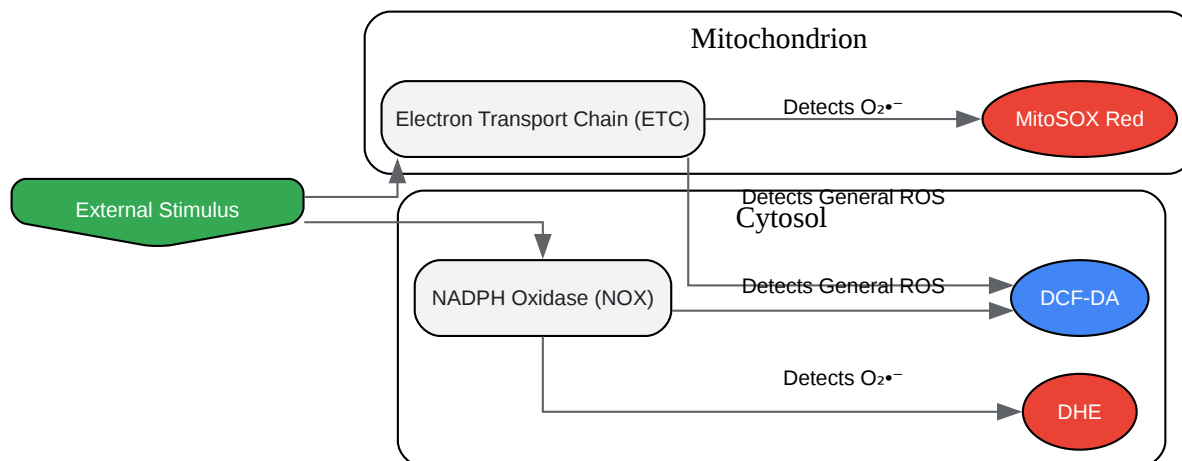 Mitochondrion
Electron Transport Chain (ETC)
Detects O₂•⁻
MitoSOX Red
External Stimulus
Detects General ROS
Cytosol
NADPH Oxidase (NOX)
Detects General ROS
DCF-DA
Detects O₂•⁻
DHE